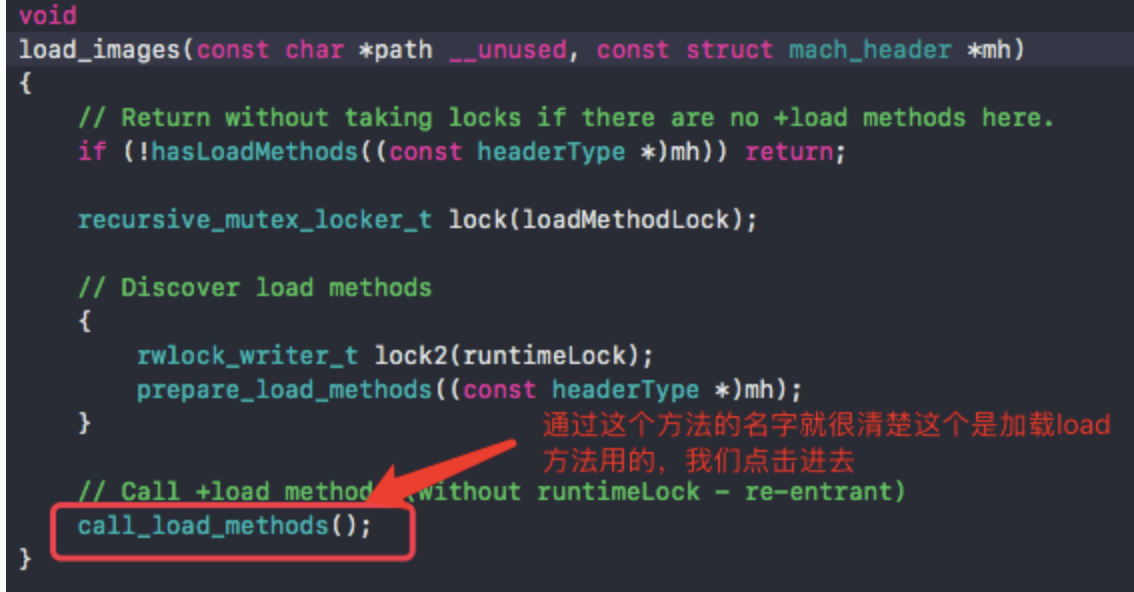 void
load_images(const char *path __unused, const struct mach_header *mh)
{
    // Return without taking locks if there are no +load methods here.
    if (!hasLoadMethods((const headerType *)mh)) return;
    recursive_mutex_locker_t lock(loadMethodLock);
    // Discover load methods
    {
        rwlock_writer_t lock2(runtimeLock);
        prepare_load_methods((const headerType *)mh);
    }
通过这个方法的名字就很清楚这个是加载load
方法用的，我们点击进去
    // Call +load method (without runtimeLock – re-entrant)
    call_load_methods();
}